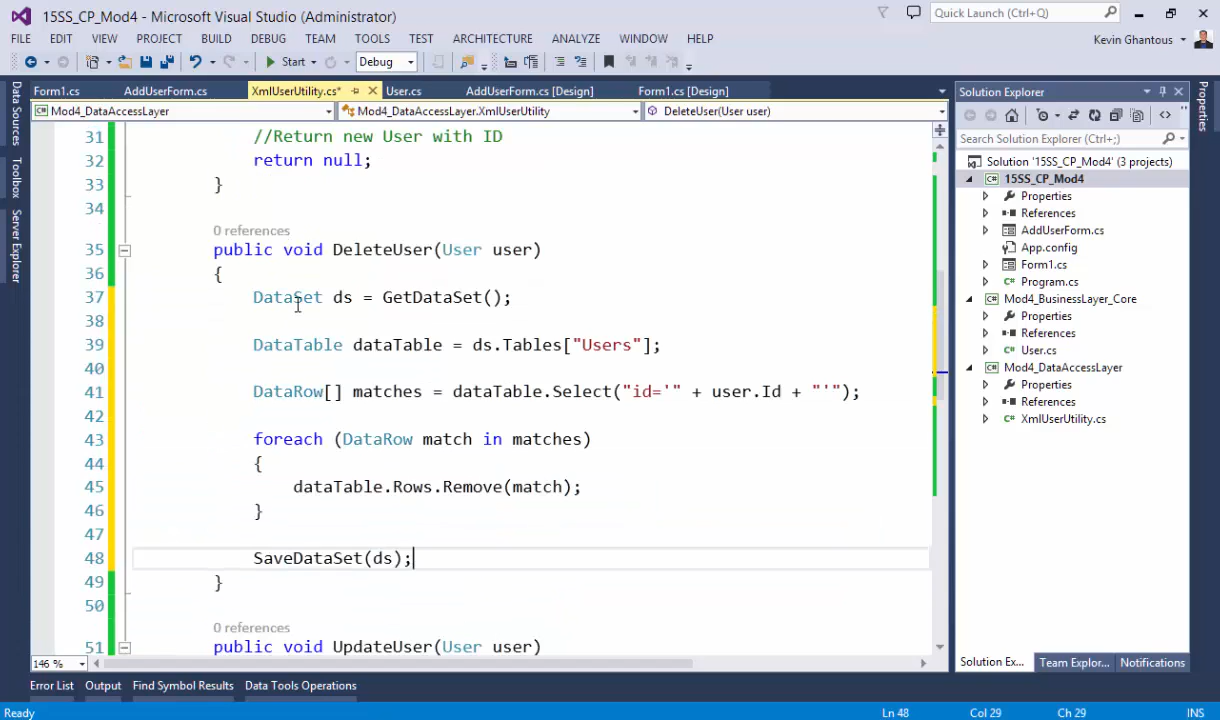 15SS_CP_Mod4 - Microsoft Visual Studio (Administrator)
Quick Launch (Ctrl+Q)
FILE EDIT VIEW PROJECT BUILD DEBUG TEAM TOOLS TEST ARCHITECTURE ANALYZE WINDOW HELP
Kevin Ghantous
Start Debug
Form1.cs AddUserForm.cs XmlUserUtility.cs* User.cs AddUserForm.cs [Design] Form1.cs [Design]
Mod4_DataAccessLayer Mod4_DataAccessLayer.XmlUserUtility DeleteUser(User user)
Data Sources
Toolbox
Server Explorer
31 //Return new User with ID
32 return null;
33 }
34
0 references
35 public void DeleteUser(User user)
36 {
37 DataSet ds = GetDataSet();
38
39 DataTable dataTable = ds.Tables["Users"];
40
41 DataRow[] matches = dataTable.Select("id='" + user.Id + "'");
42
43 foreach (DataRow match in matches)
44 {
45 dataTable.Rows.Remove(match);
46 }
47
48 SaveDataSet(ds);
49 }
50
0 references
51 public void UpdateUser(User user)
146 %
Solution Explorer
Search Solution Explorer (Ctrl+;)
Solution '15SS_CP_Mod4' (3 projects)
15SS_CP_Mod4
Properties
References
AddUserForm.cs
App.config
Form1.cs
Program.cs
Mod4_BusinessLayer_Core
Properties
References
User.cs
Mod4_DataAccessLayer
Properties
References
XmlUserUtility.cs
Solution Ex... Team Explor... Notifications
Properties
Error List Output Find Symbol Results Data Tools Operations
Ready Ln 48 Col 29 Ch 29 INS